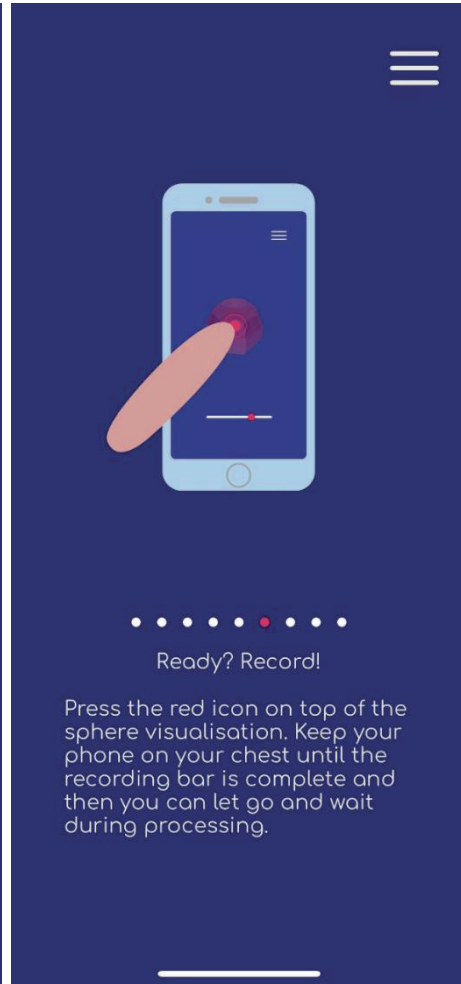 Ready? Record!
Press the red icon on top of the
sphere visualisation. Keep your
phone on your chest until the
recording bar is complete and
then you can let go and wait
during processing.